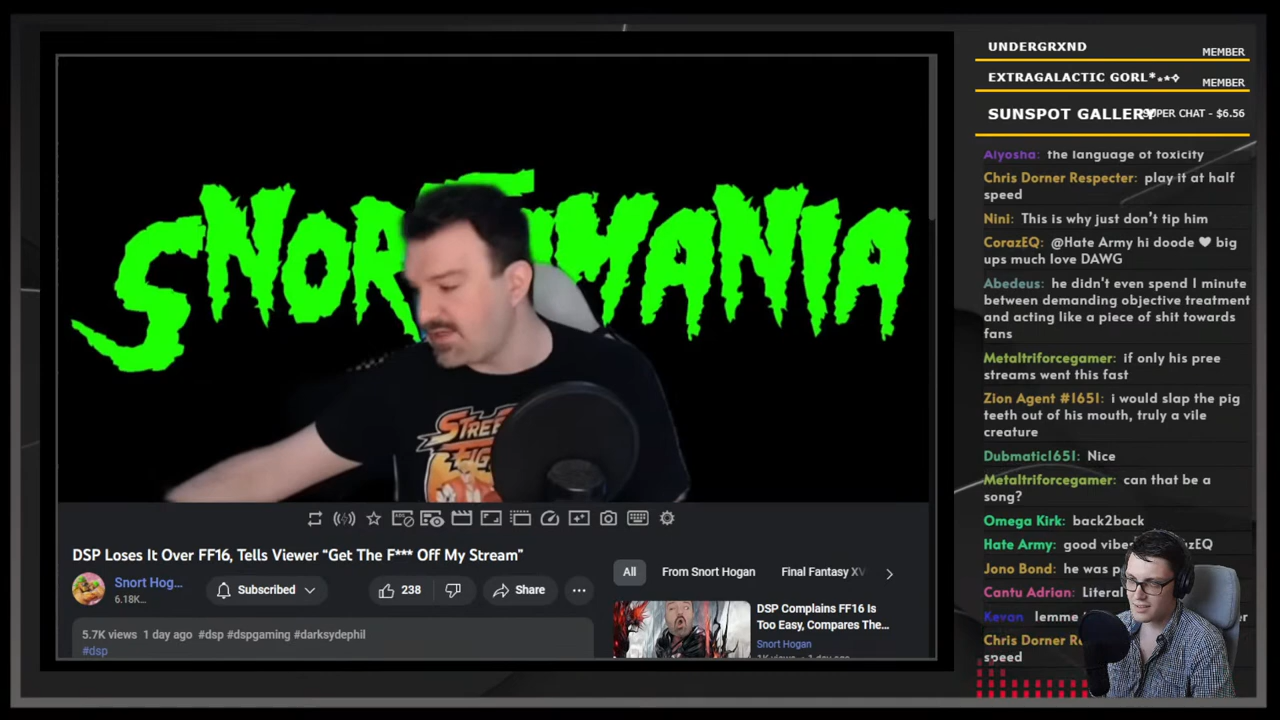 SNORTAMANIA
STREE
FIG
DSP Loses It Over FF16, Tells Viewer “Get The F*** Off My Stream”
Snort Hog...
6.18K...
Subscribed
238
Share
5.7K views 1 day ago #dsp #dspgaming #darksydephil
#dsp
All
From Snort Hogan
Final Fantasy XV
DSP Complains FF16 Is
Too Easy, Compares The...
Snort Hogan
UNDERGRXND
MEMBER
EXTRAGALACTIC GORL*₊⋆✧
MEMBER
SUNSPOT GALLERY
SUPER CHAT - $6.56
Alyosha: the language of toxicity
Chris Dorner Respecter: play it at half
speed
Nini: This is why just don't tip him
CorazEQ: @Hate Army hi doode ♥ big
ups much love DAWG
Abedeus: he didn't even spend 1 minute
between demanding objective treatment
and acting like a piece of shit towards
fans
Metaltriforcegamer: if only his pree
streams went this fast
Zion Agent #1651: i would slap the pig
teeth out of his mouth, truly a vile
creature
Dubmatic1651: Nice
Metaltriforcegamer: can that be a
song?
Omega Kirk: back2back
Hate Army: good vibes
Jono Bond: he was
Cantu Adrian: Literal
Kevan lemme
Chris Dorner
speed